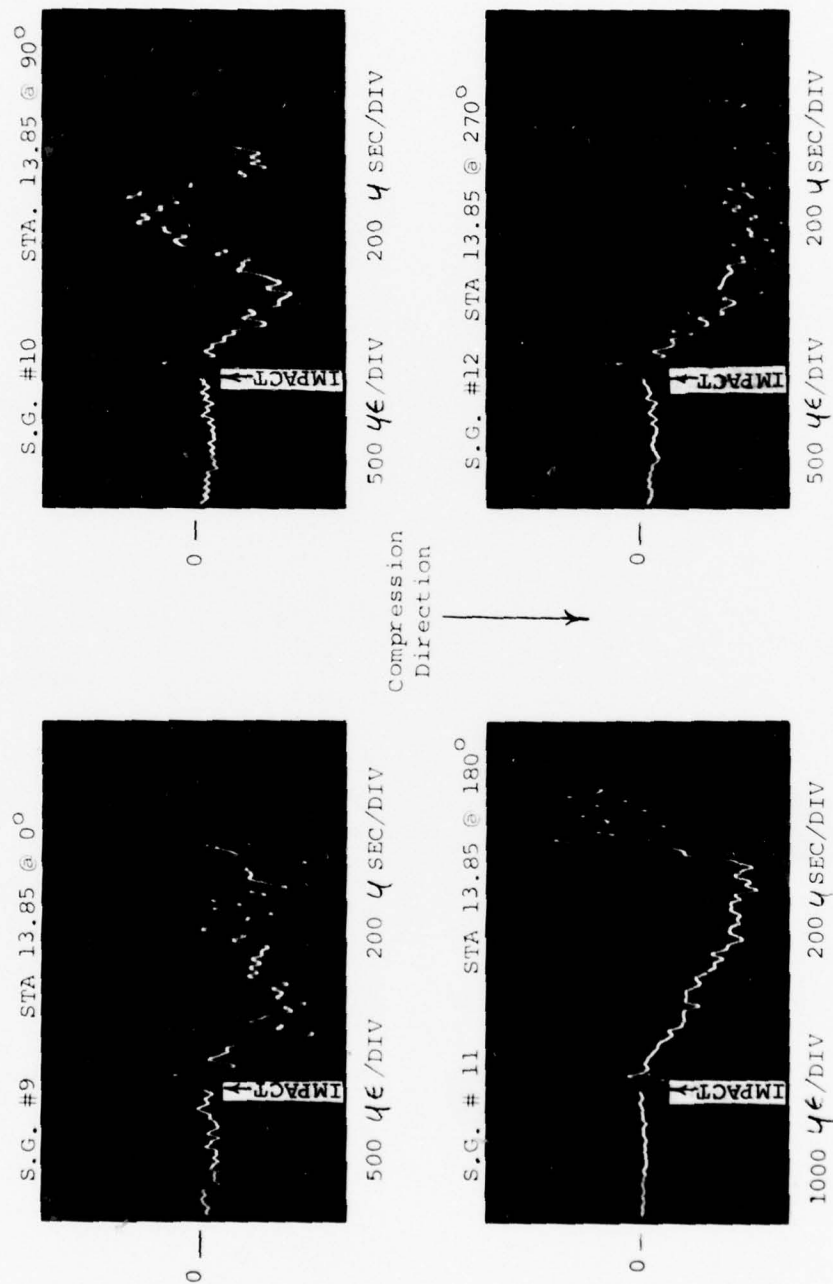 S.G. #9 STA 13.85 @ 0°
0
IMPACT
500 με/DIV 200 μ SEC/DIV
S.G. #10 STA. 13.85 @ 90°
0
IMPACT
500 με/DIV 200 μ SEC/DIV
Compression
Direction
S.G. # 11 STA 13.85 @ 180°
0
IMPACT
1000 με/DIV 200 μ SEC/DIV
S.G. #12 STA 13.85 @ 270°
0
IMPACT
500 με/DIV 200 μ SEC/DIV